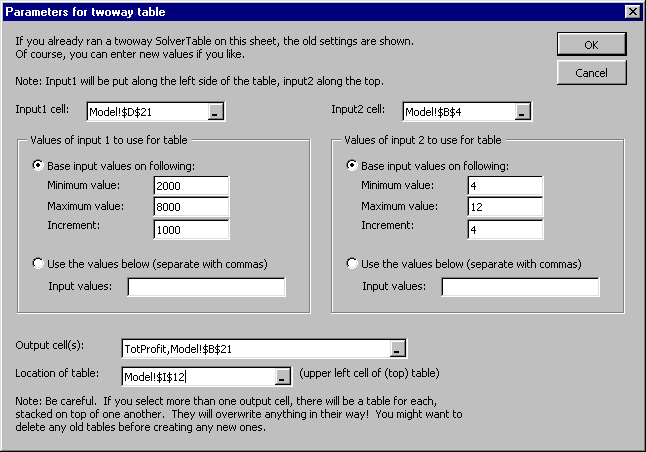 Parameters for twoway table
If you already ran a twoway SolverTable on this sheet, the old settings are shown.
Of course, you can enter new values if you like.
OK
Cancel
Note: Input1 will be put along the left side of the table, input2 along the top.
Input1 cell: Model!$D$21
Input2 cell: Model!$B$4
Values of input 1 to use for table
Base input values on following:
Minimum value: 2000
Maximum value: 8000
Increment: 1000
Use the values below (separate with commas)
Input values:
Values of input 2 to use for table
Base input values on following:
Minimum value: 4
Maximum value: 12
Increment: 4
Use the values below (separate with commas)
Input values:
Output cell(s): TotProfit,Model!$B$21
Location of table: Model!$I$12 (upper left cell of (top) table)
Note: Be careful. If you select more than one output cell, there will be a table for each,
stacked on top of one another. They will overwrite anything in their way! You might want to
delete any old tables before creating any new ones.